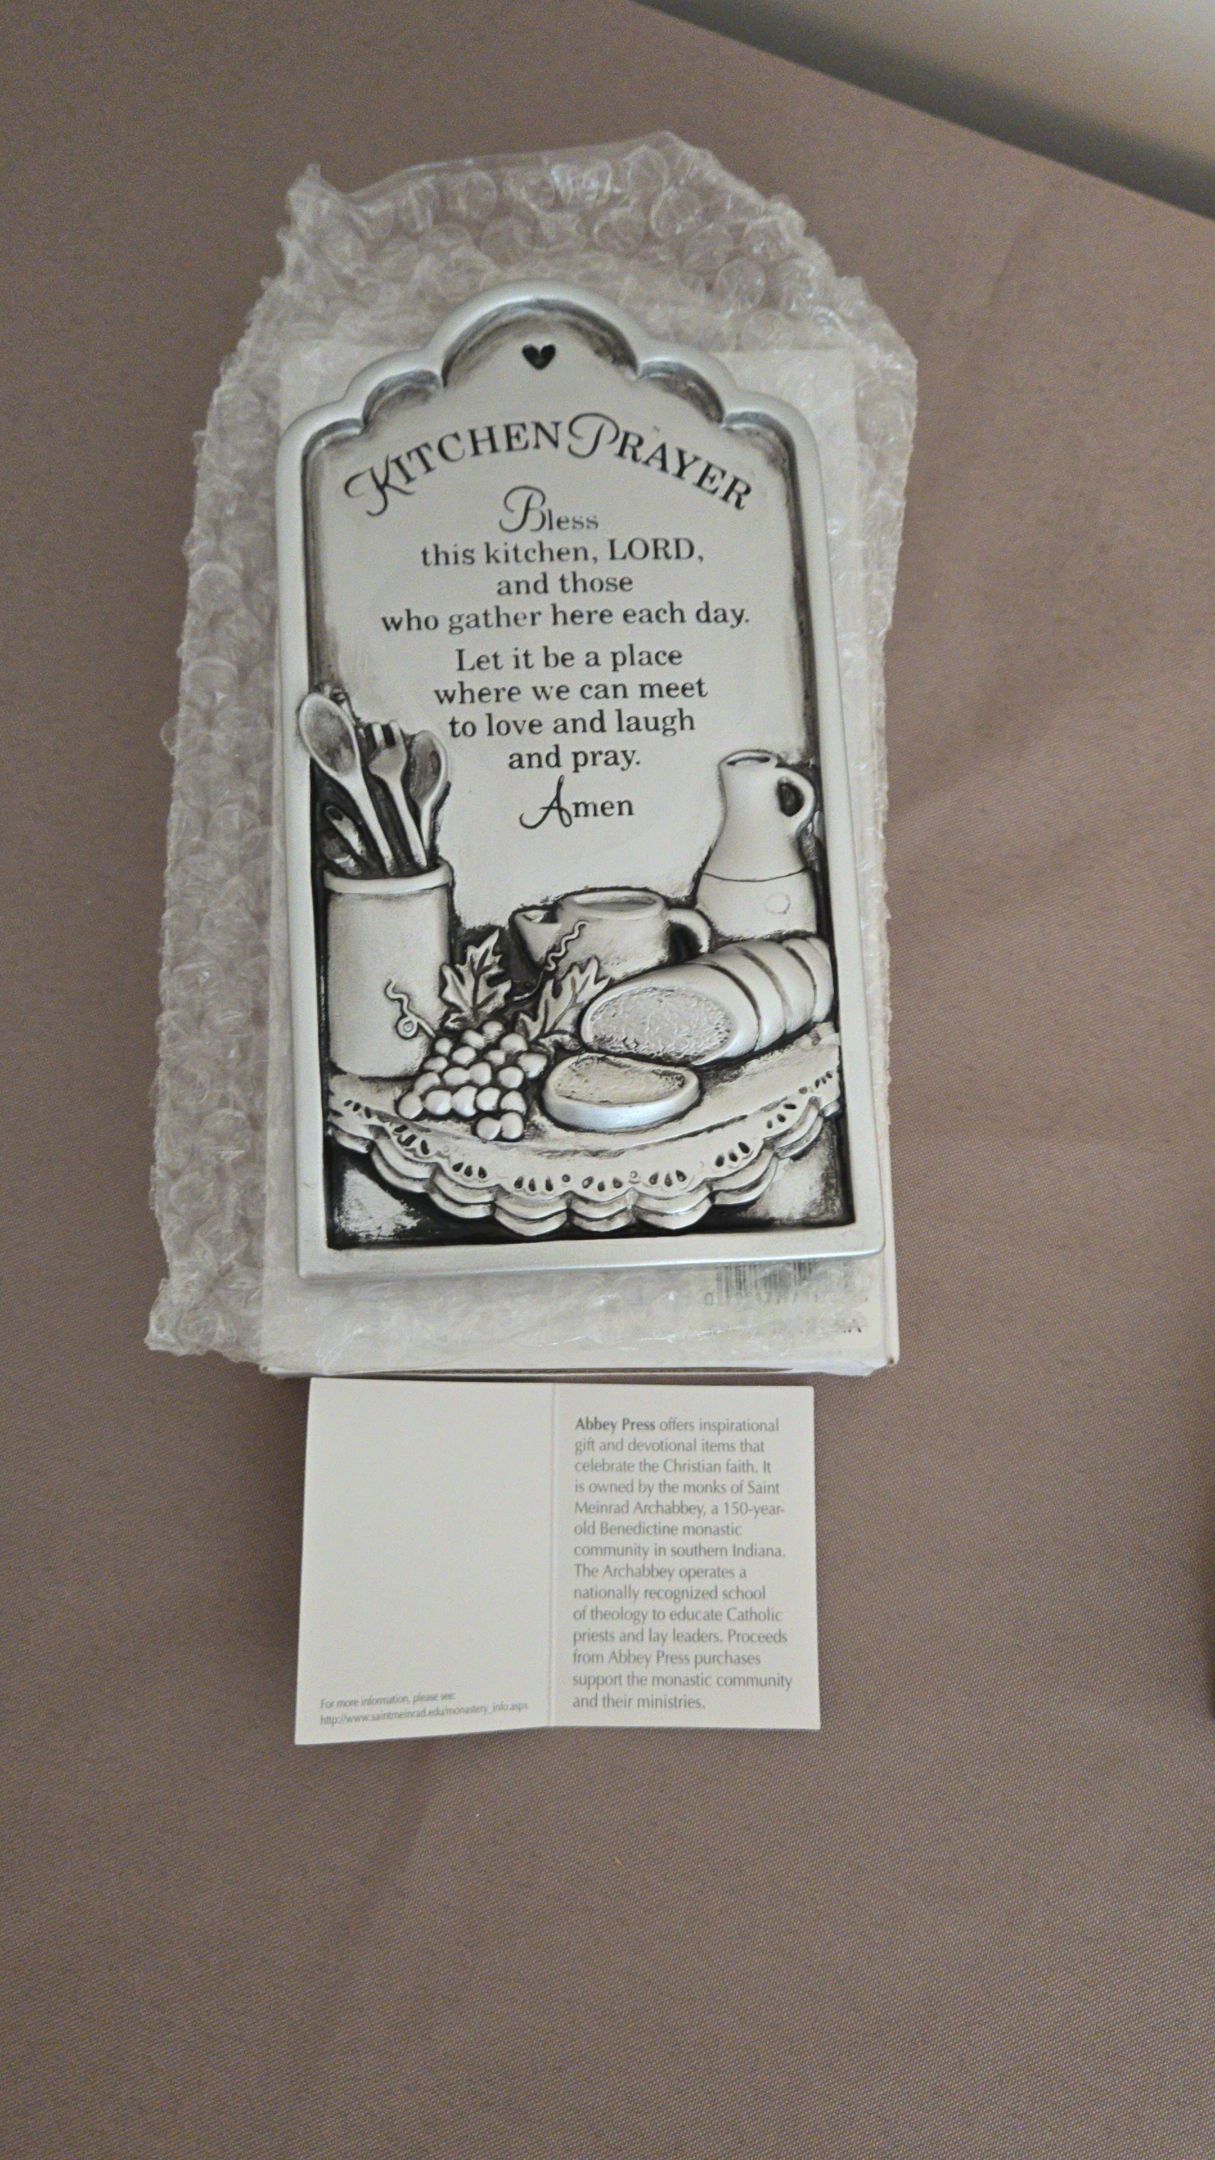 KITCHEN PRAYER
Bless
this kitchen, LORD,
and those
who gather here each day.
Let it be a place
where we can meet
to love and laugh
and pray.
Amen
For more information, please see:
http://www.saintmeinrad.edu/monastery_info.aspx
Abbey Press offers inspirational
gift and devotional items that
celebrate the Christian faith. It
is owned by the monks of Saint
Meinrad Archabbey, a 150-year-
old Benedictine monastic
community in southern Indiana.
The Archabbey operates a
nationally recognized school
of theology to educate Catholic
priests and lay leaders. Proceeds
from Abbey Press purchases
support the monastic community
and their ministries.